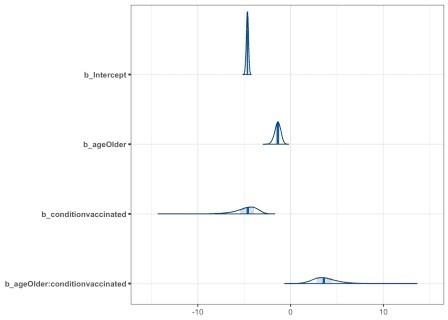 b_Intercept
b_ageOlder
b_conditionvaccinated
b_ageOlder:conditionvaccinated
-10 0 10